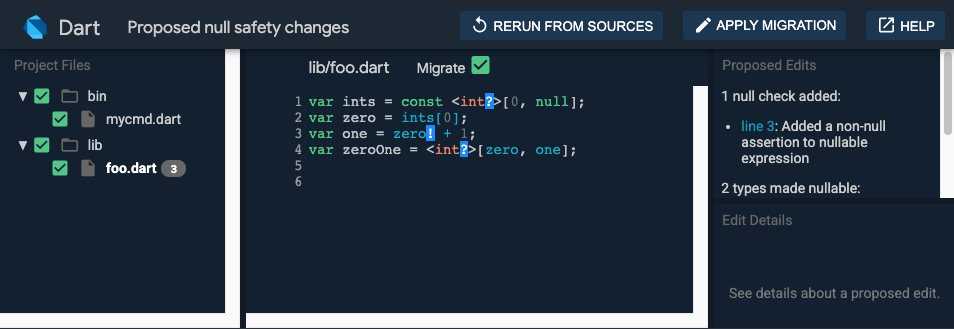 Dart
Proposed null safety changes
RERUN FROM SOURCES
APPLY MIGRATION
HELP
Project Files
bin
mycmd.dart
lib
foo.dart 3
lib/foo.dart
Migrate
1 var ints = const <int?>[0, null];
2 var zero = ints[0];
3 var one = zero! + 1;
4 var zeroOne = <int?>[zero, one];
5
6
Proposed Edits
1 null check added:
• line 3: Added a non-null
assertion to nullable
expression
2 types made nullable:
Edit Details
See details about a proposed edit.